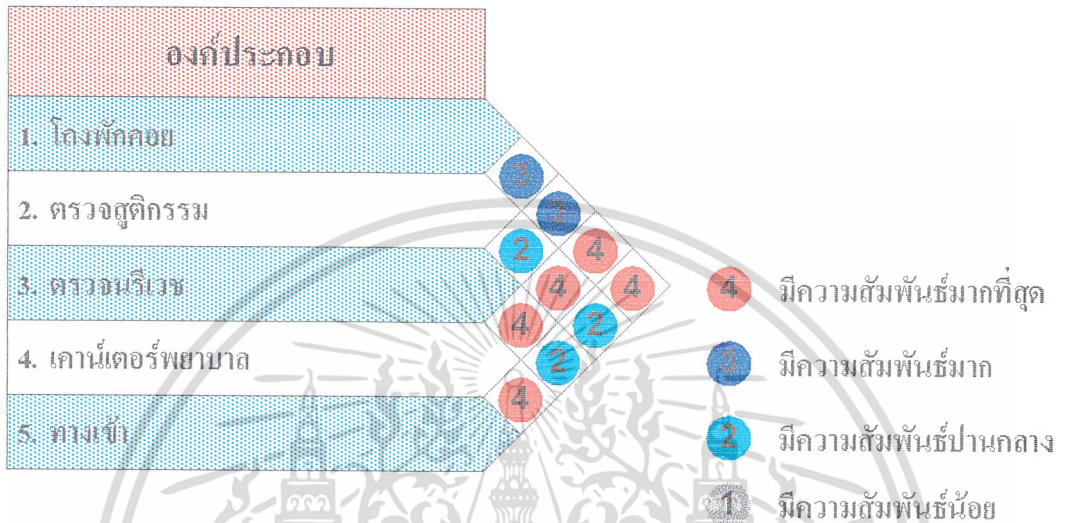 องค์ประกอบ
1. โถงพักคอย
3
2. ตรวจสูติกรรม
3
2 4
3. ตรวจนรีเวช
4 4
4 2
4. เคาน์เตอร์พยาบาล
2
4
5. ทางเข้า
4 มีความสัมพันธ์มากที่สุด
3 มีความสัมพันธ์มาก
2 มีความสัมพันธ์ปานกลาง
1 มีความสัมพันธ์น้อย